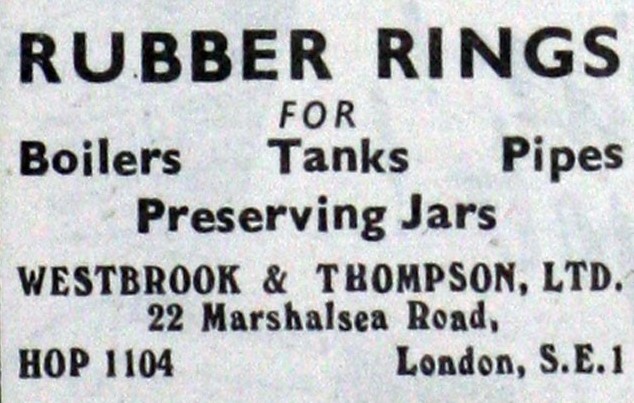 RUBBER RINGS
FOR
Boilers Tanks Pipes
Preserving Jars
WESTBROOK & THOMPSON, LTD.
22 Marshalsea Road,
HOP 1104 London, S.E.1